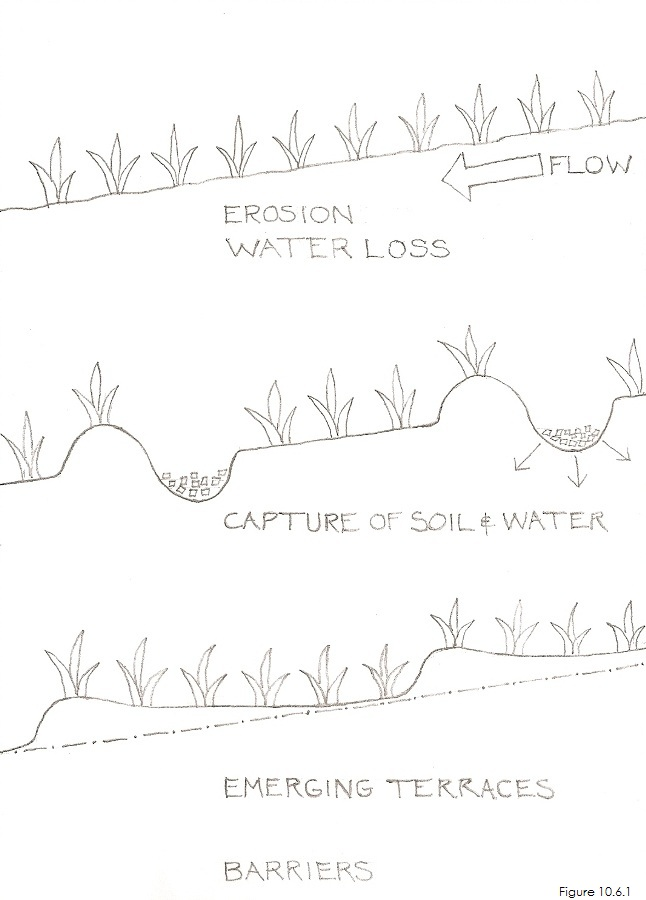 FLOW
EROSION
WATER LOSS
CAPTURE OF SOIL & WATER
EMERGING TERRACES
BARRIERS
Figure 10.6.1